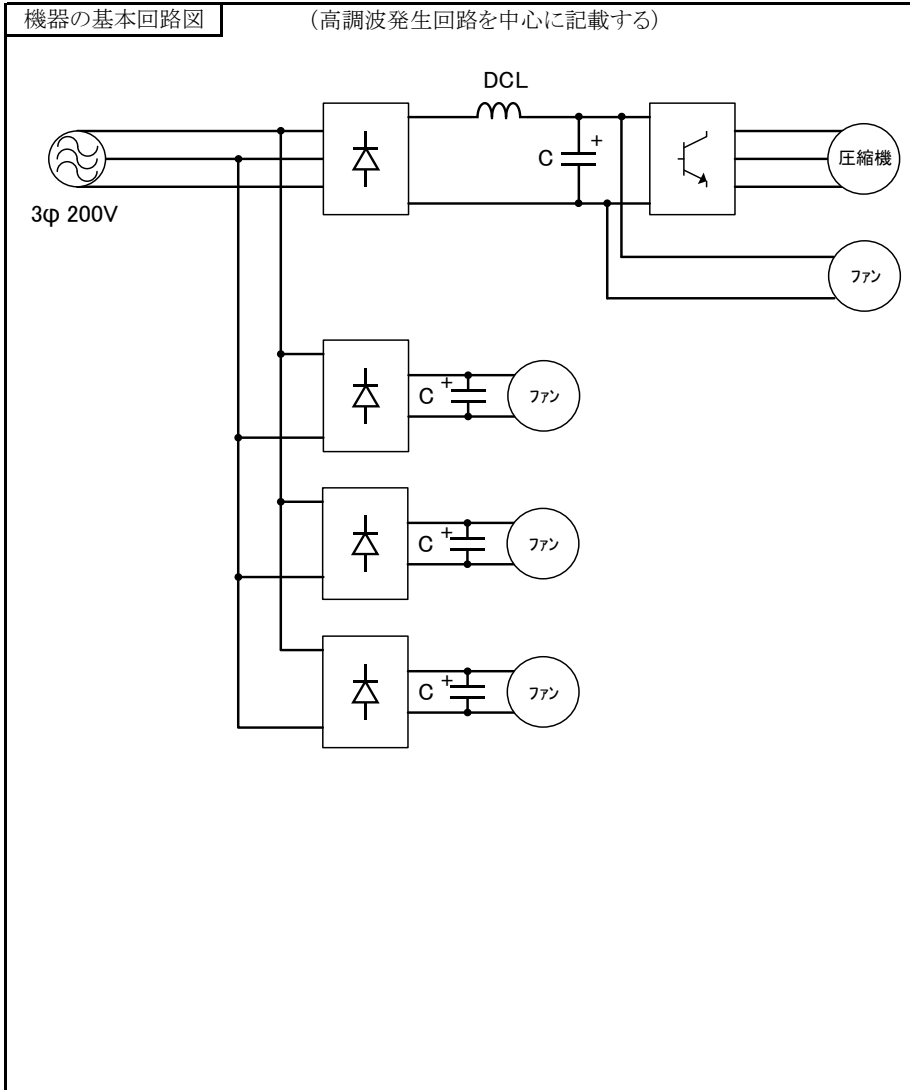 機器の基本回路図 (高調波発生回路を中心に記載する)
DCL
C +
圧縮機
3φ 200V
ファン
C + ファン
C + ファン
C + ファン